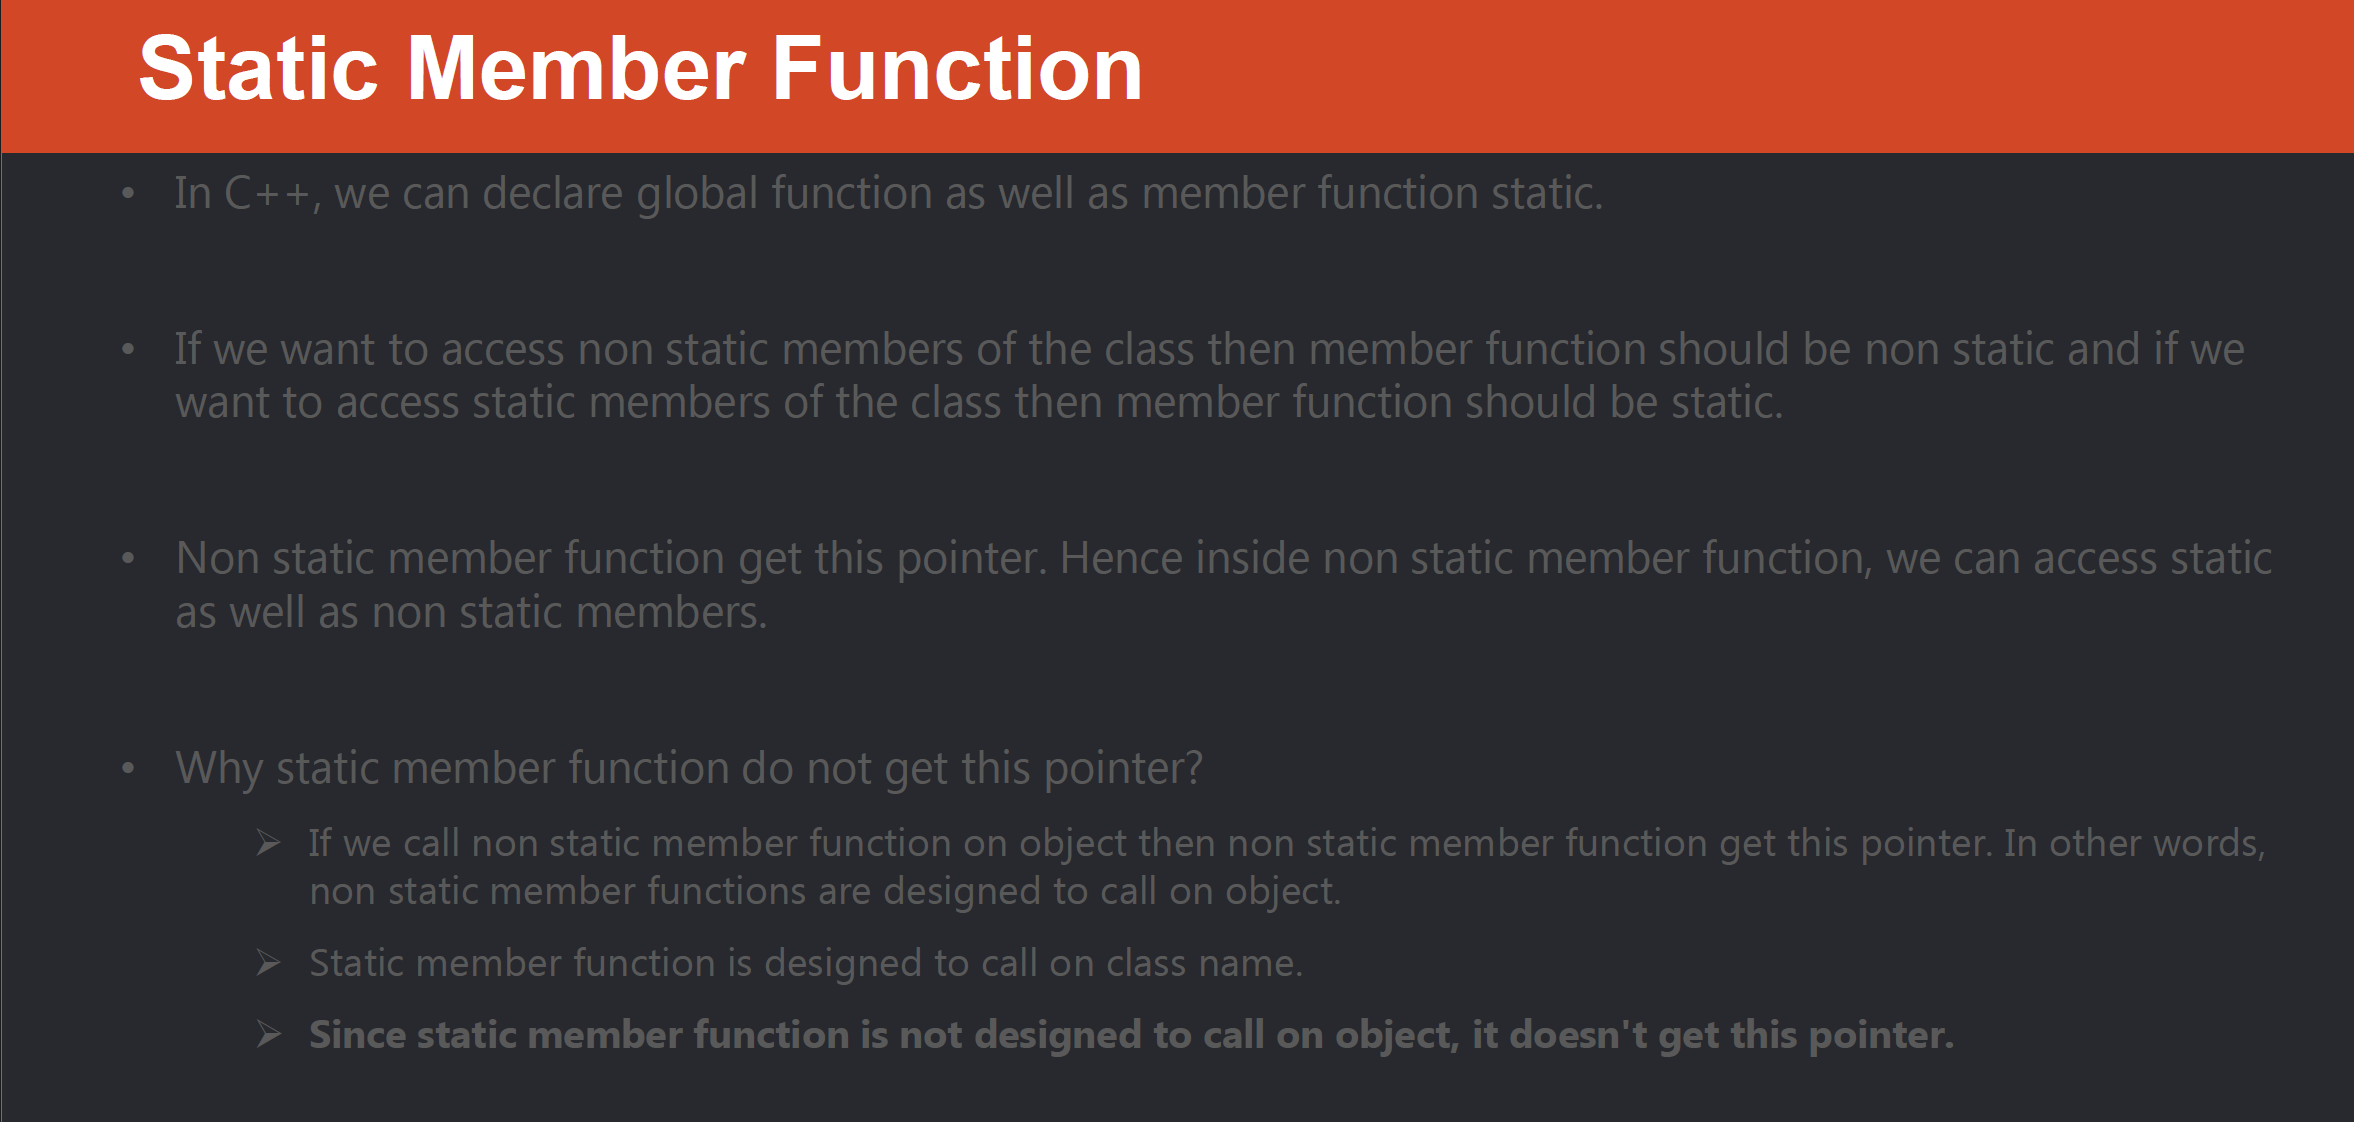 Static Member Function
• In C++, we can declare global function as well as member function static.
• If we want to access non static members of the class then member function should be non static and if we
want to access static members of the class then member function should be static.
• Non static member function get this pointer. Hence inside non static member function, we can access static
as well as non static members.
• Why static member function do not get this pointer?
➢ If we call non static member function on object then non static member function get this pointer. In other words,
non static member functions are designed to call on object.
➢ Static member function is designed to call on class name.
➢ Since static member function is not designed to call on object, it doesn't get this pointer.